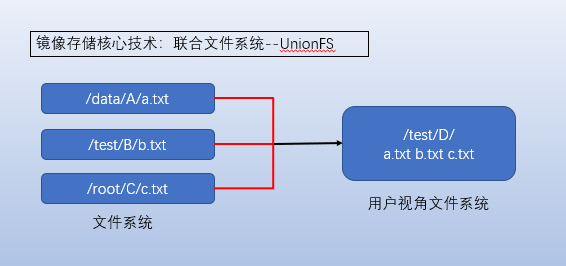 镜像存储核心技术：联合文件系统--UnionFS
/data/A/a.txt
/test/B/b.txt
/root/C/c.txt
文件系统
/test/D/
a.txt b.txt c.txt
用户视角文件系统